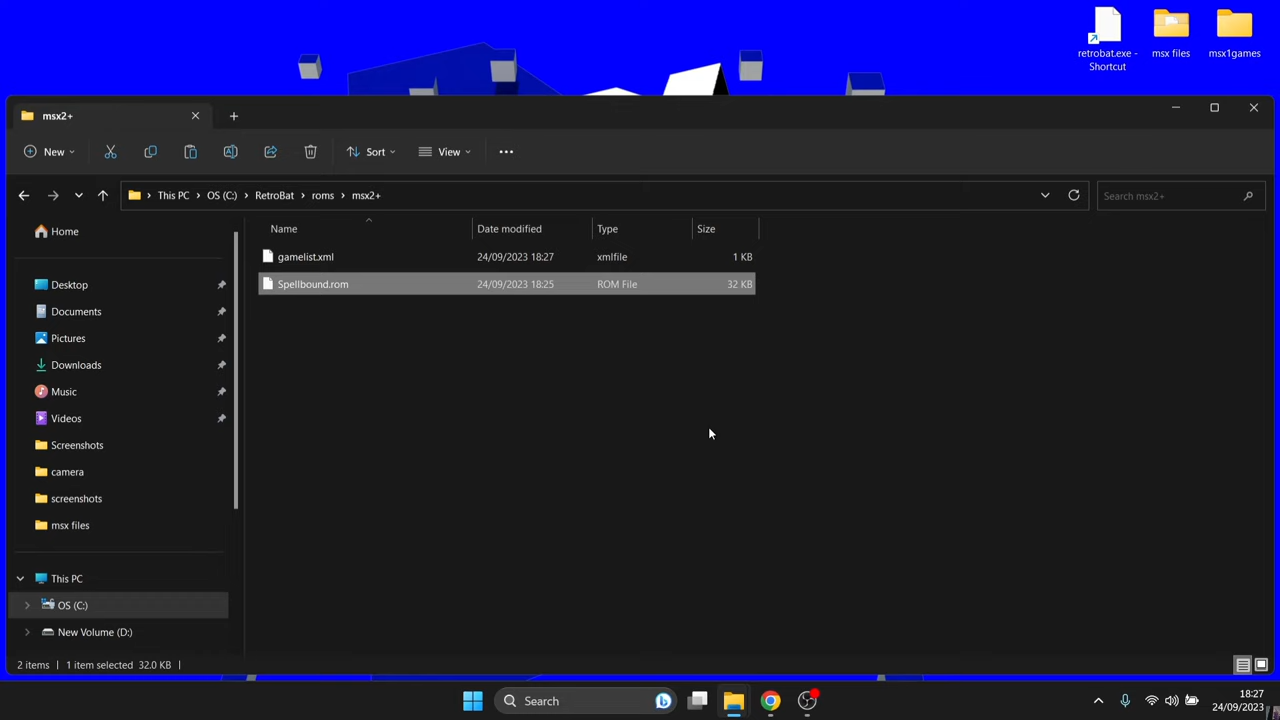 retrobat.exe -
Shortcut
msx files
msx1games
msx2+
New
Sort
View
This PC
OS (C:)
RetroBat
roms
msx2+
Search msx2+
Name
Date modified
Type
Size
gamelist.xml
24/09/2023 18:27
xmlfile
1 KB
Spellbound.rom
24/09/2023 18:25
ROM File
32 KB
Home
Desktop
Documents
Pictures
Downloads
Music
Videos
Screenshots
camera
screenshots
msx files
This PC
OS (C:)
New Volume (D:)
2 items
1 item selected 32.0 KB
Search
18:27
24/09/2023